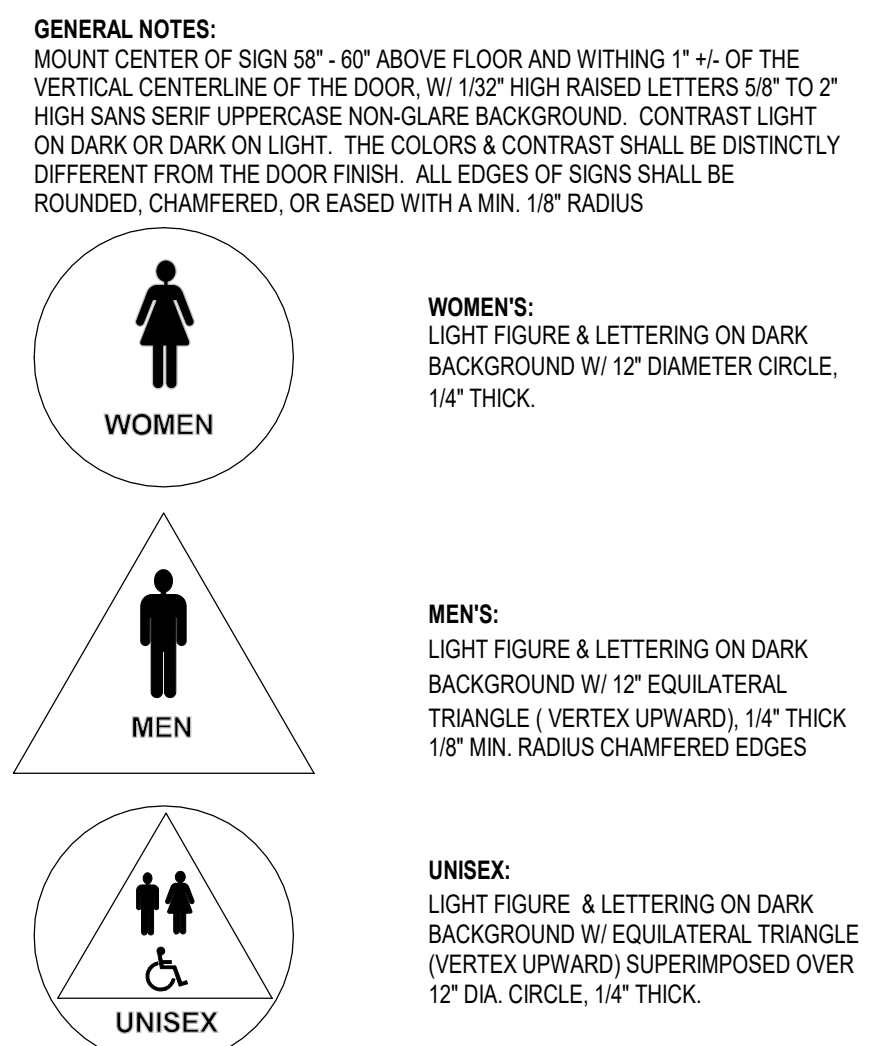 GENERAL NOTES:
MOUNT CENTER OF SIGN 58" - 60" ABOVE FLOOR AND WITHING 1" +/- OF THE
VERTICAL CENTERLINE OF THE DOOR, W/ 1/32" HIGH RAISED LETTERS 5/8" TO 2"
HIGH SANS SERIF UPPERCASE NON-GLARE BACKGROUND. CONTRAST LIGHT
ON DARK OR DARK ON LIGHT. THE COLORS & CONTRAST SHALL BE DISTINCTLY
DIFFERENT FROM THE DOOR FINISH. ALL EDGES OF SIGNS SHALL BE
ROUNDED, CHAMFERED, OR EASED WITH A MIN. 1/8" RADIUS
WOMEN
WOMEN'S:
LIGHT FIGURE & LETTERING ON DARK
BACKGROUND W/ 12" DIAMETER CIRCLE,
1/4" THICK.
MEN
MEN'S:
LIGHT FIGURE & LETTERING ON DARK
BACKGROUND W/ 12" EQUILATERAL
TRIANGLE ( VERTEX UPWARD), 1/4" THICK
1/8" MIN. RADIUS CHAMFERED EDGES
UNISEX
UNISEX:
LIGHT FIGURE & LETTERING ON DARK
BACKGROUND W/ EQUILATERAL TRIANGLE
(VERTEX UPWARD) SUPERIMPOSED OVER
12" DIA. CIRCLE, 1/4" THICK.